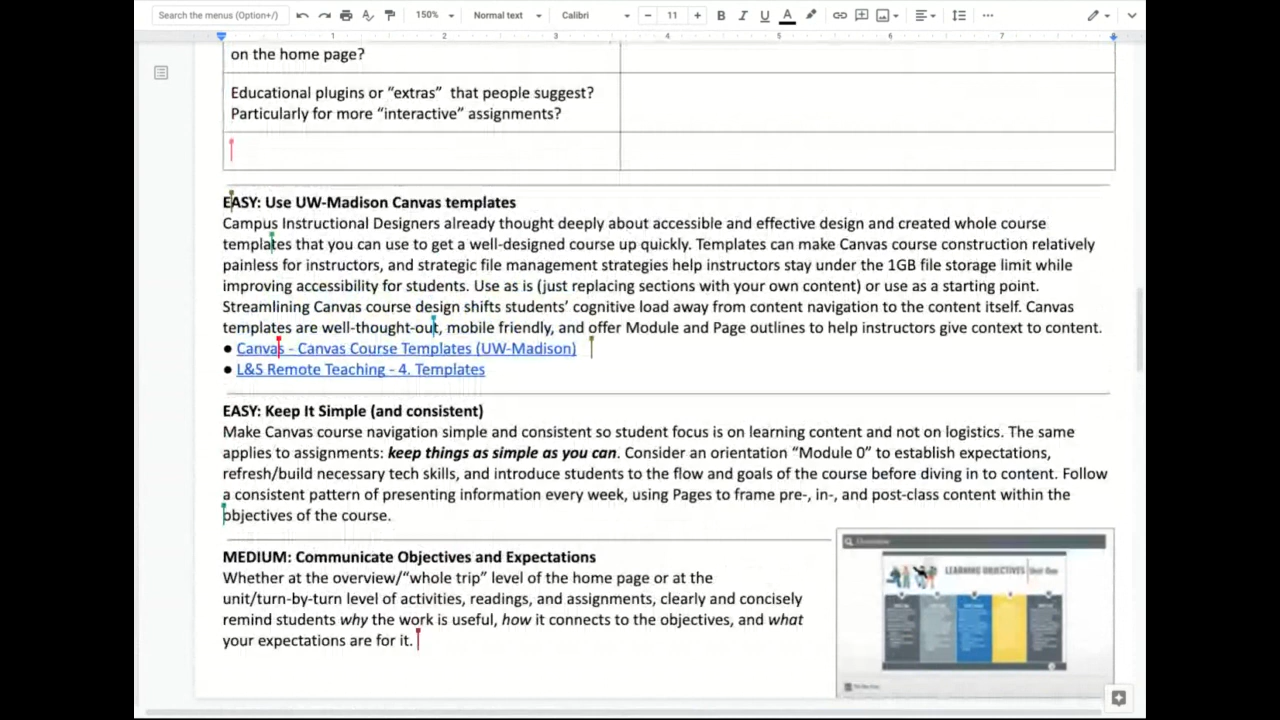 Search the menus (Option+/)
150%
Normal text
Calibri
11
B I U A
1 2 3 4 5 6 7
on the home page?
Educational plugins or “extras”  that people suggest?
Particularly for more “interactive” assignments?
EASY: Use UW-Madison Canvas templates
Campus Instructional Designers already thought deeply about accessible and effective design and created whole course
templates that you can use to get a well-designed course up quickly. Templates can make Canvas course construction relatively
painless for instructors, and strategic file management strategies help instructors stay under the 1GB file storage limit while
improving accessibility for students. Use as is (just replacing sections with your own content) or use as a starting point.
Streamlining Canvas course design shifts students’ cognitive load away from content navigation to the content itself. Canvas
templates are well-thought-out, mobile friendly, and offer Module and Page outlines to help instructors give context to content.
● Canvas - Canvas Course Templates (UW-Madison)
● L&S Remote Teaching - 4. Templates
EASY: Keep It Simple (and consistent)
Make Canvas course navigation simple and consistent so student focus is on learning content and not on logistics. The same
applies to assignments: keep things as simple as you can. Consider an orientation “Module 0” to establish expectations,
refresh/build necessary tech skills, and introduce students to the flow and goals of the course before diving in to content. Follow
a consistent pattern of presenting information every week, using Pages to frame pre-, in-, and post-class content within the
objectives of the course.
MEDIUM: Communicate Objectives and Expectations
Whether at the overview/“whole trip” level of the home page or at the
unit/turn-by-turn level of activities, readings, and assignments, clearly and concisely
remind students why the work is useful, how it connects to the objectives, and what
your expectations are for it.
LEARNING OBJECTIVES Unit One